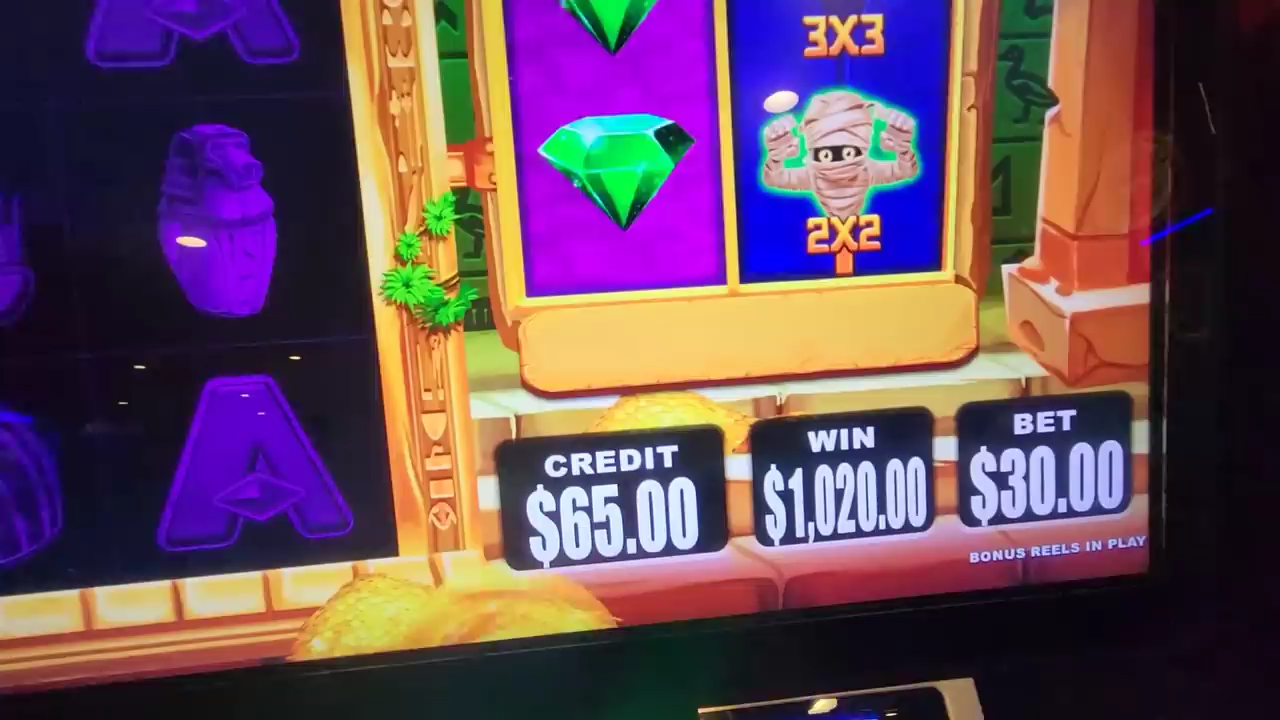 3X3
2X2
CREDIT
$65.00
WIN
$1,020.00
BET
$30.00
BONUS REELS IN PLAY
A
A